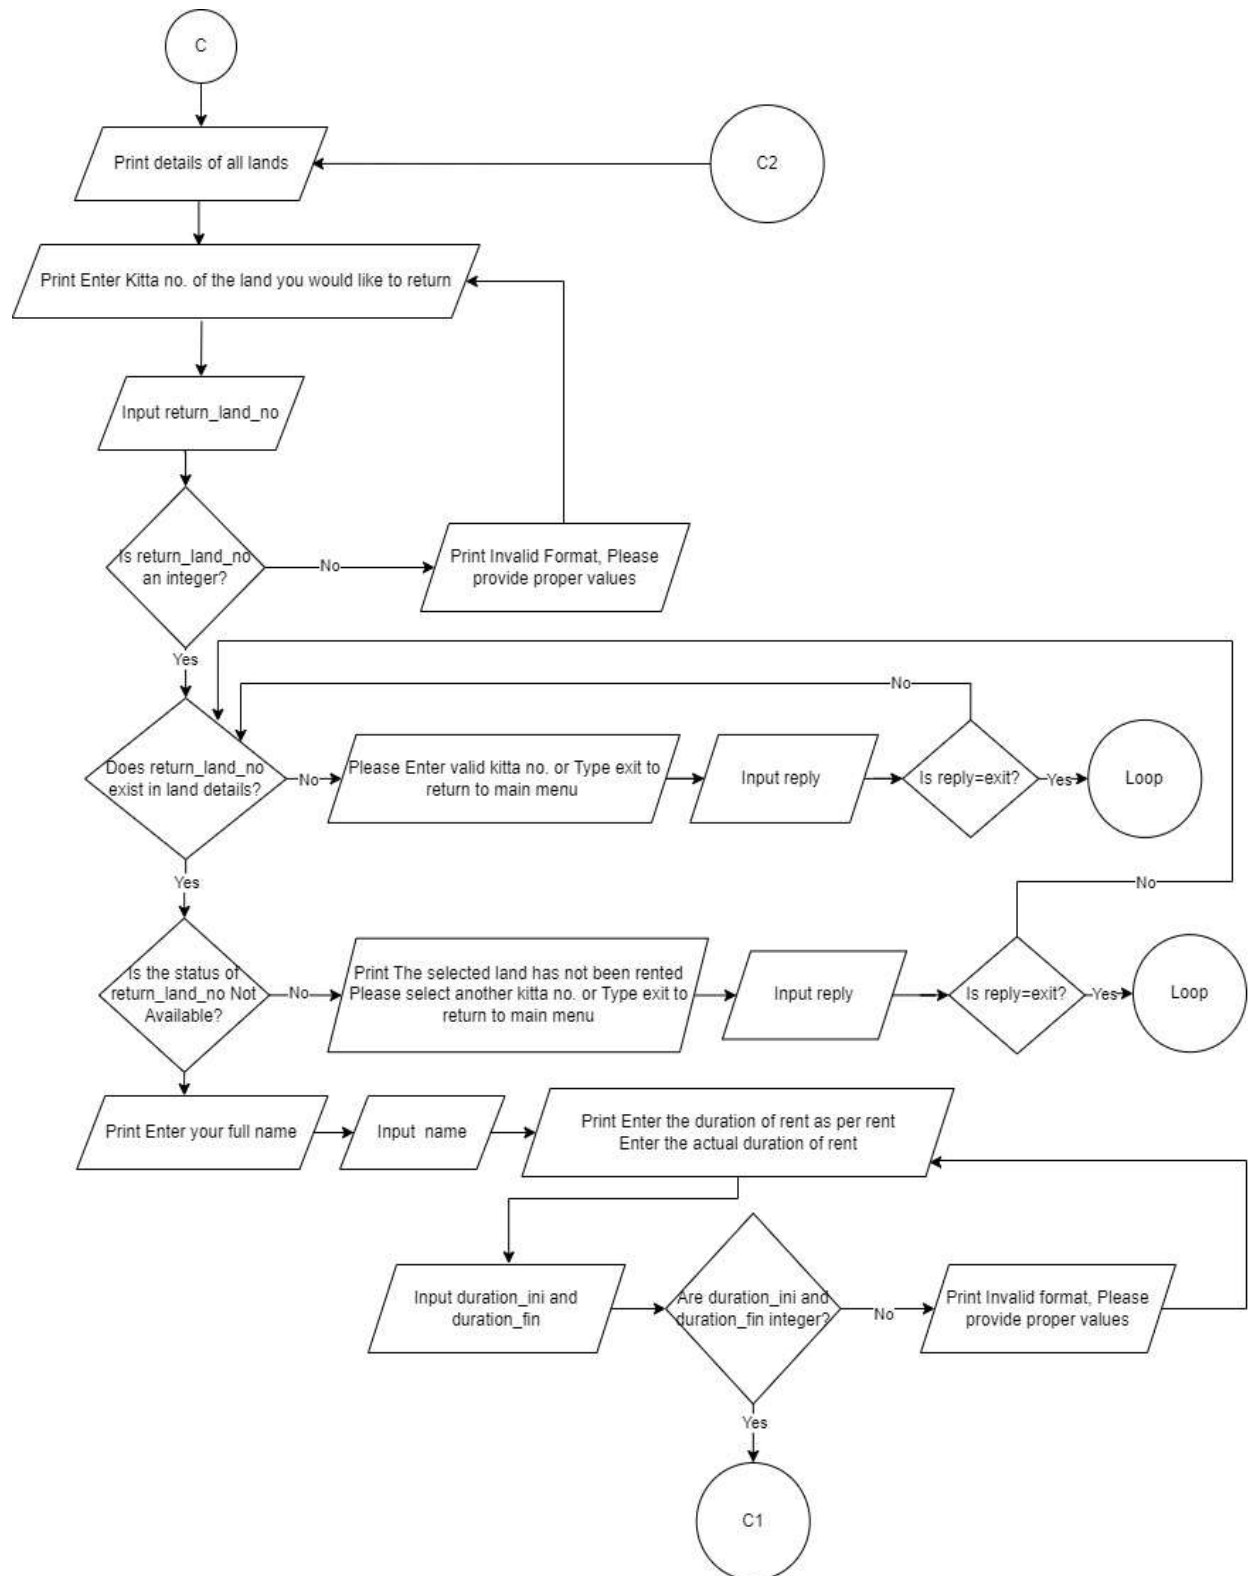 C
Print details of all lands
C2
Print Enter Kitta no. of the land you would like to return
Input return_land_no
Is return_land_no
an integer?
No
Print Invalid Format, Please
provide proper values
Yes
No
Does return_land_no
exist in land details?
No
Please Enter valid kitta no. or Type exit to
return to main menu
Input reply
Is reply=exit?
Yes
Loop
Yes
No
Is the status of
return_land_no Not
Available?
No
Print The selected land has not been rented
Please select another kitta no. or Type exit to
return to main menu
Input reply
Is reply=exit?
Yes
Loop
Print Enter your full name
Input name
Print Enter the duration of rent as per rent
Enter the actual duration of rent
Input duration_ini and
duration_fin
Are duration_ini and
duration_fin integer?
No
Print Invalid format, Please
provide proper values
Yes
C1